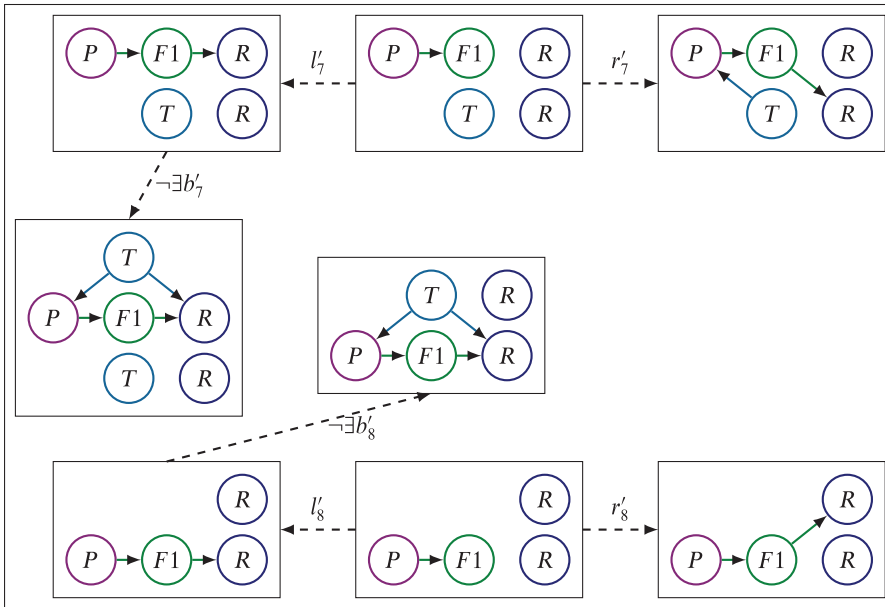 P F1 R l′₇ P F1 R r′₇ P F1 R
T R T R T R
¬∃b′₇
T
P F1 R
T R
T R
P F1 R
¬∃b′₈
R l′₈ R r′₈ R
P F1 R P F1 R P F1 R